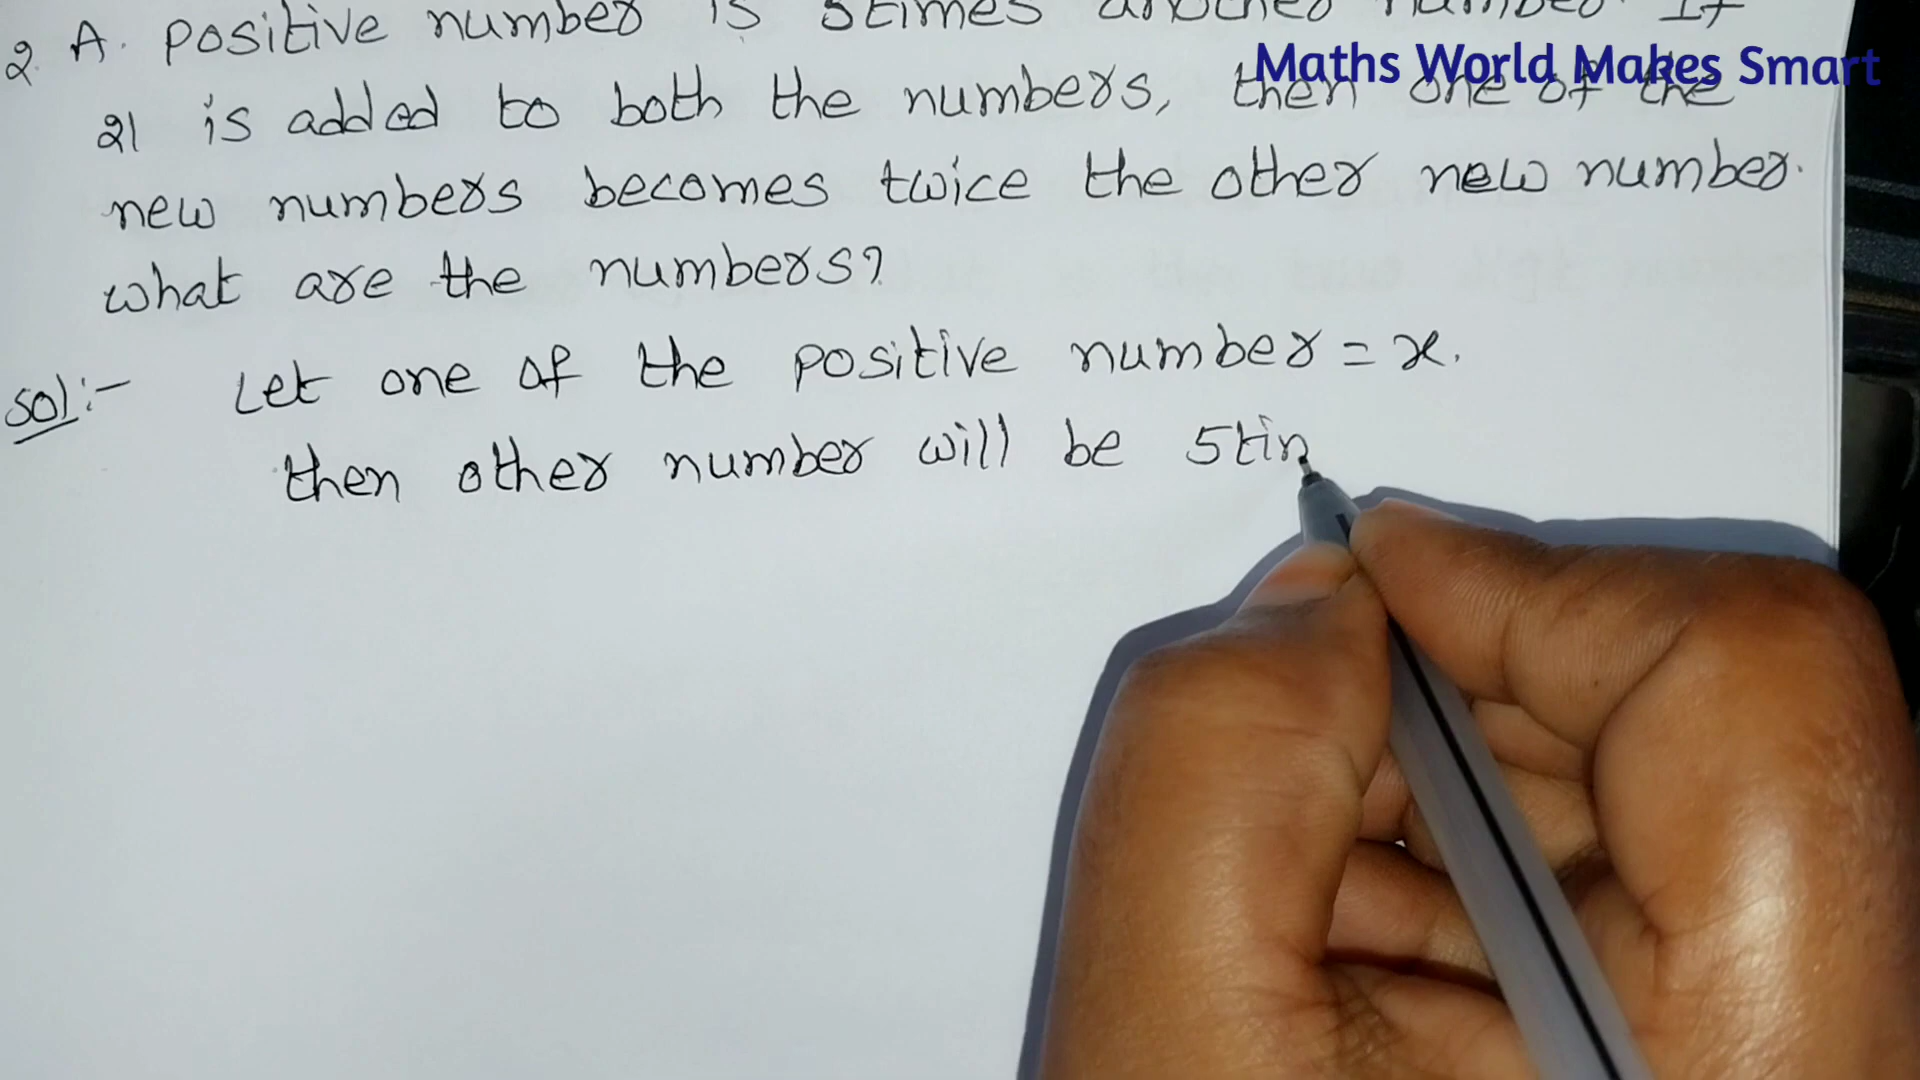 2. A. positive number is 5times another number. If
Maths World Makes Smart
21 is added to both the numbers, then one of the
new numbers becomes twice the other new number.
what are the numbers?
Sol:- Let one of the positive number = x.
then other number will be 5tim